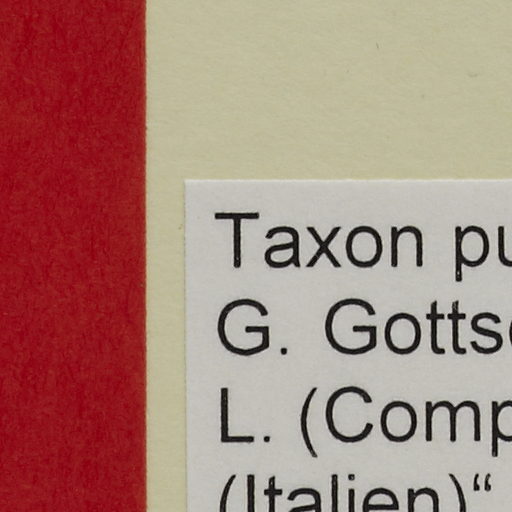 Taxon pu
G. Gotts
L. (Comp
(Italien)“